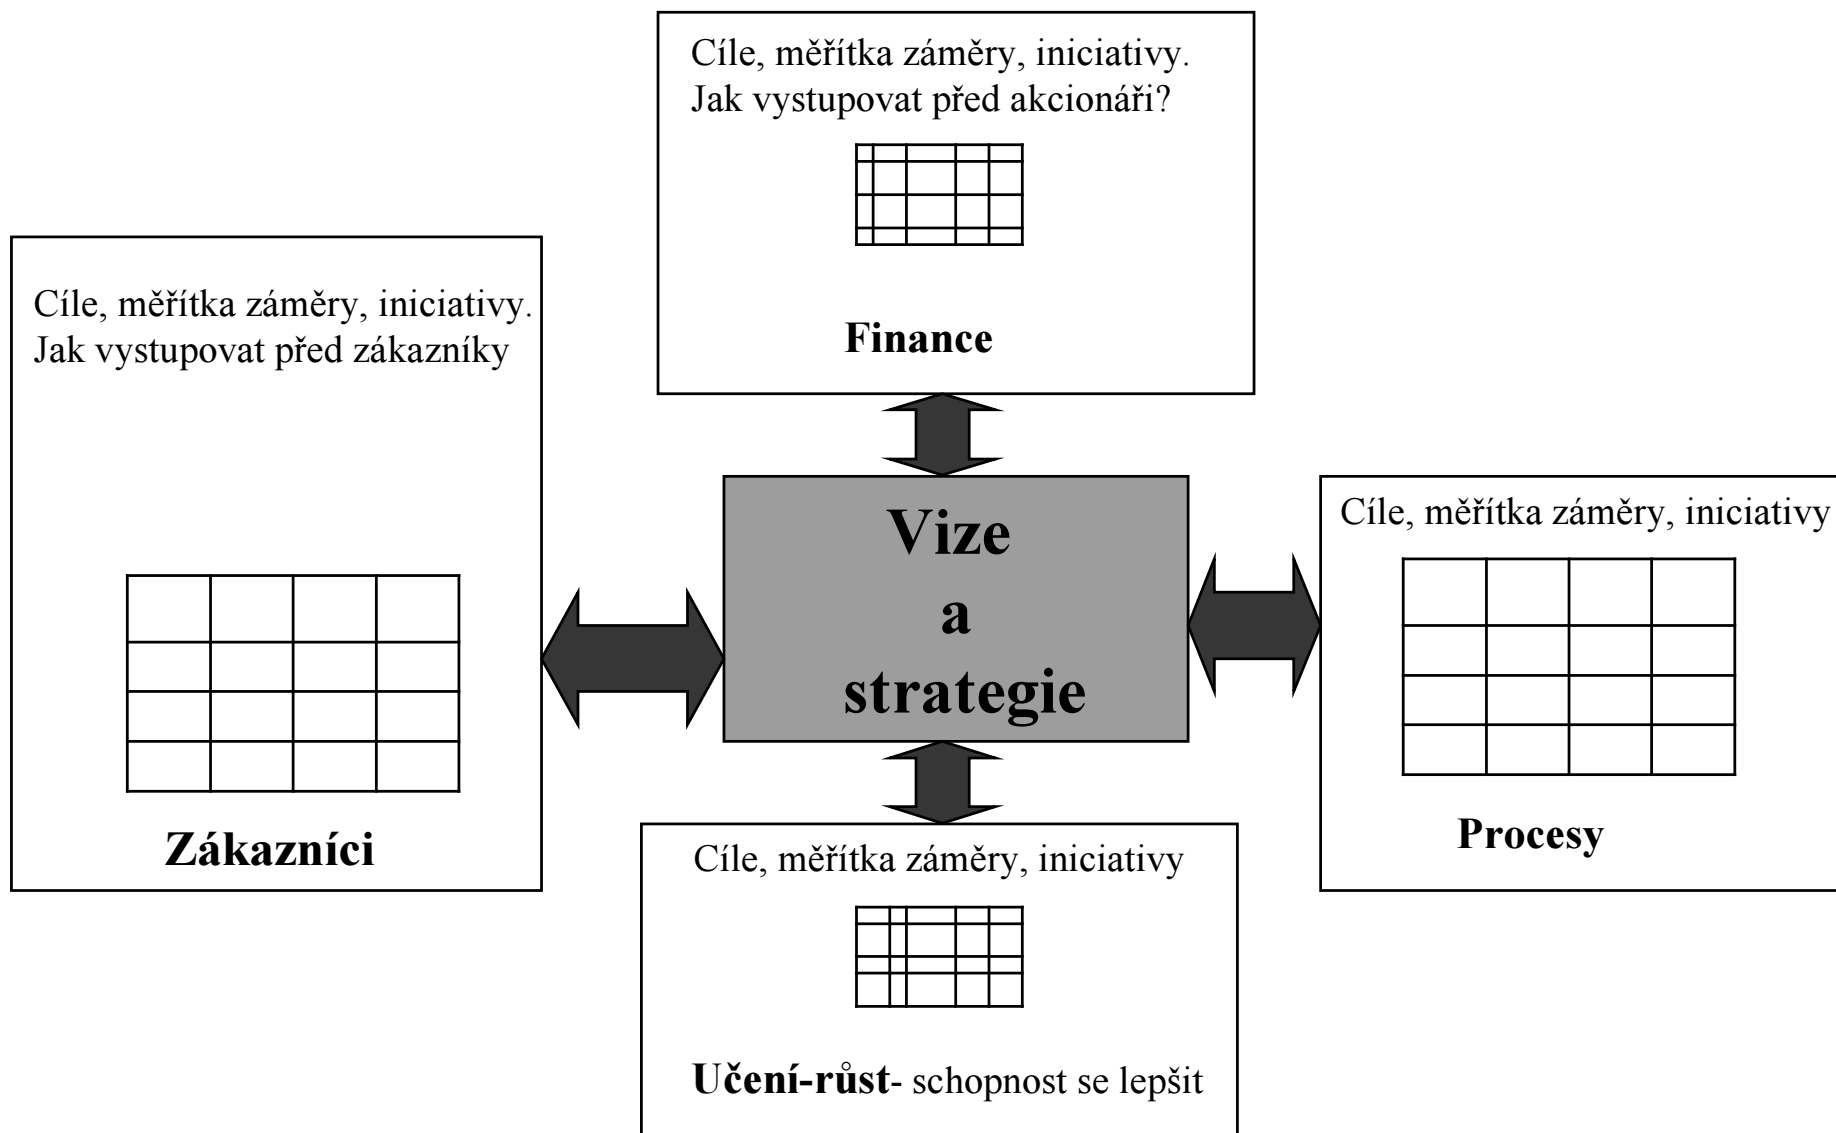 Cíle, měřítka záměry, iniciativy.
Jak vystupovat před akcionáři?
Finance
Cíle, měřítka záměry, iniciativy.
Jak vystupovat před zákazníky
Zákazníci
Vize
a
strategie
Cíle, měřítka záměry, iniciativy
Procesy
Cíle, měřítka záměry, iniciativy
Učení-růst- schopnost se lepšit